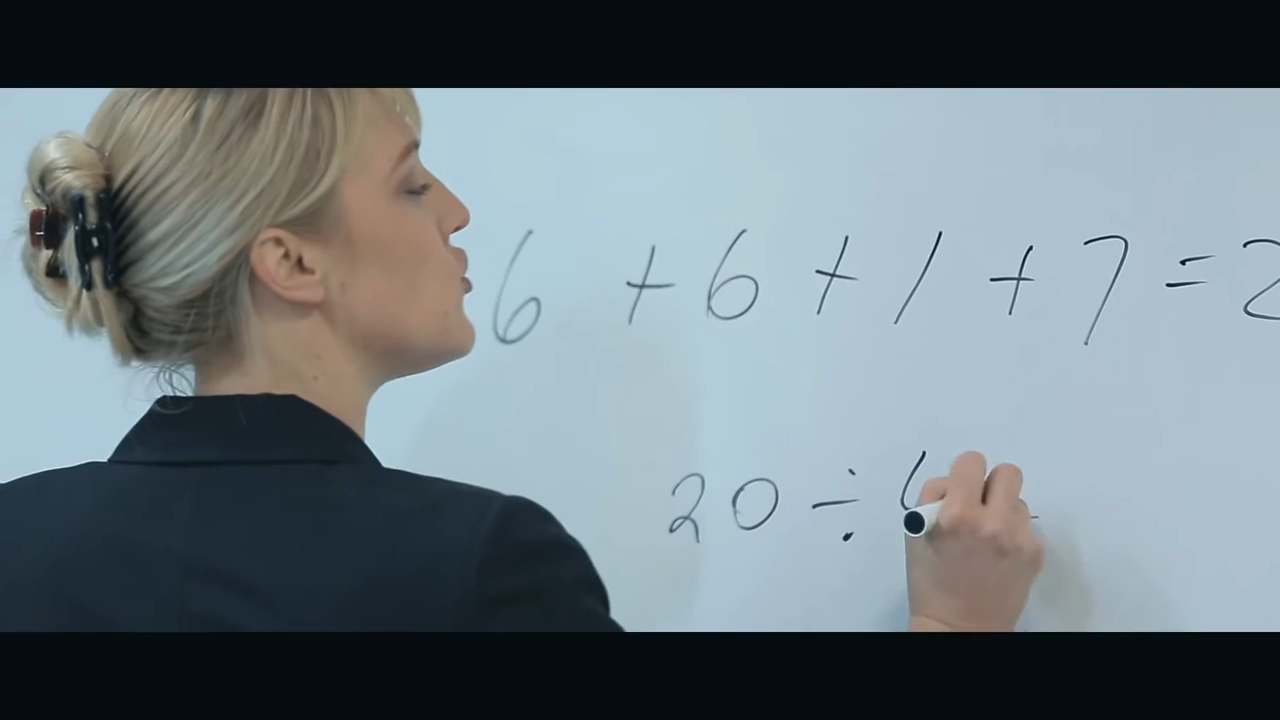 6 + 6 + 1 + 7 = 2
20 ÷